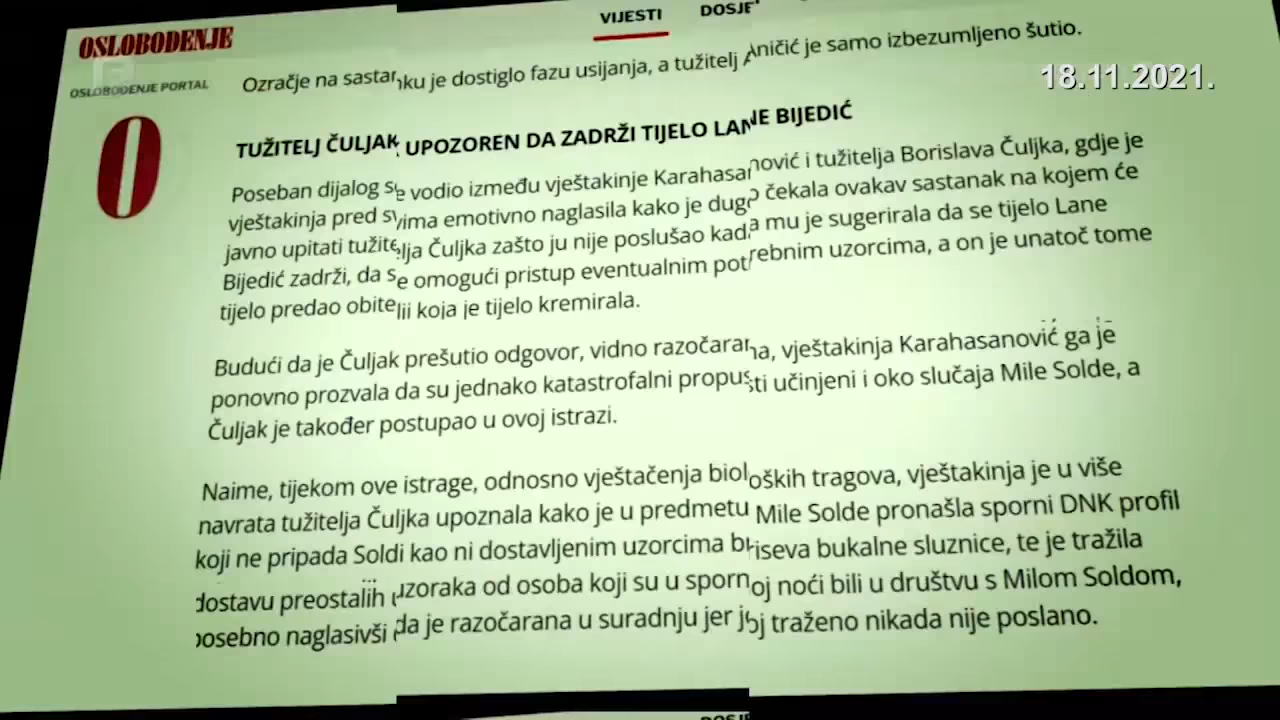 VIJESTI DOSJE
OSLOBOĐENJE
OSLOBOĐENJE PORTAL
Ozračje na sastanku je dostiglo fazu usijanja, a tužitelj Aničić je samo izbezumljeno šutio.
18.11.2021.
TUŽITELJ ČULJAK UPOZOREN DA ZADRŽI TIJELO LANE BIJEDIĆ
Poseban dijalog se vodio između vještakinje Karahasanović i tužitelja Borislava Čuljka, gdje je
vještakinja pred svima emotivno naglasila kako je dugo čekala ovakav sastanak na kojem će
javno upitati tužitelja Čuljka zašto ju nije poslušao kada mu je sugerirala da se tijelo Lane
Bijedić zadrži, da se omogući pristup eventualnim potrebnim uzorcima, a on je unatoč tome
tijelo predao obitelji koja je tijelo kremirala.
Budući da je Čuljak prešutio odgovor, vidno razočarana, vještakinja Karahasanović ga je
ponovno prozvala da su jednako katastrofalni propusti učinjeni i oko slučaja Mile Solde, a
Čuljak je također postupao u ovoj istrazi.
Naime, tijekom ove istrage, odnosno vještačenja bioloških tragova, vještakinja je u više
navrata tužitelja Čuljka upoznala kako je u predmetu Mile Solde pronašla sporni DNK profil
koji ne pripada Soldi kao ni dostavljenim uzorcima briseva bukalne sluznice, te je tražila
dostavu preostalih uzoraka od osoba koji su u spornoj noći bili u društvu s Milom Soldom,
posebno naglasivši da je razočarana u suradnju jer joj traženo nikada nije poslano.